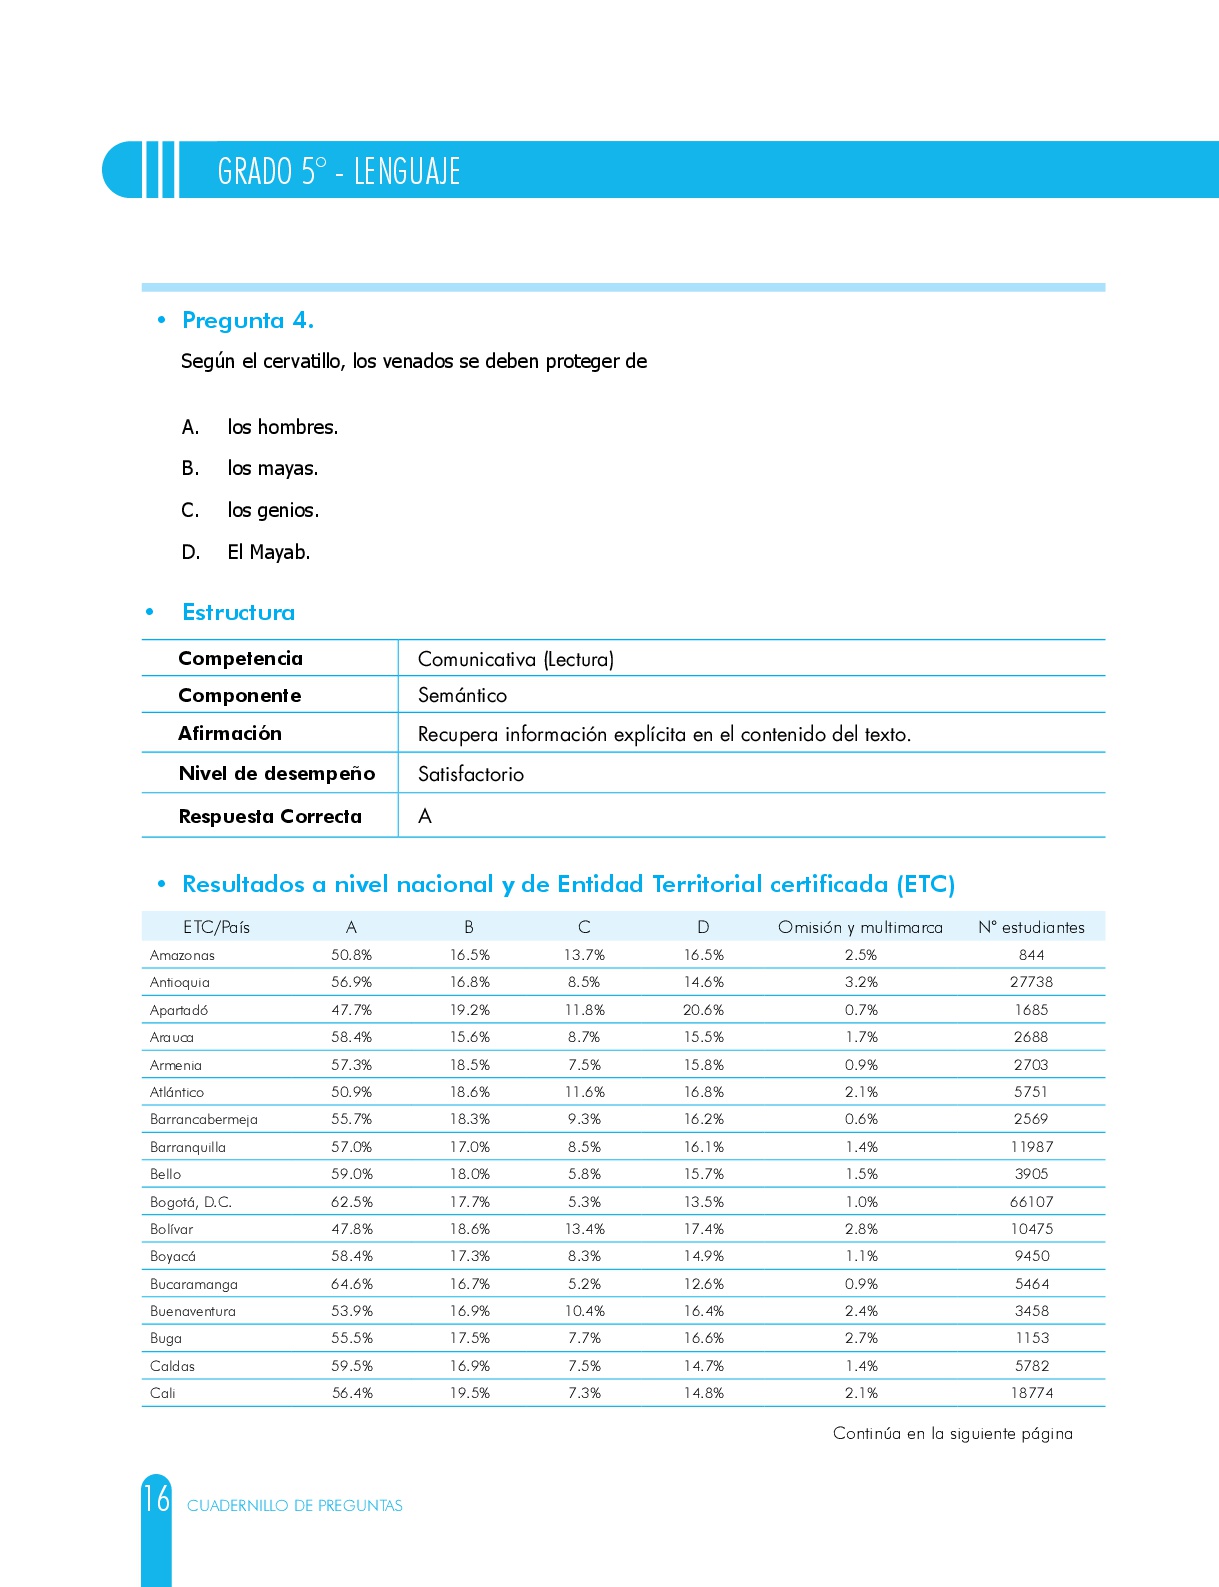 GRADO 5° - LENGUAJE
• Pregunta 4.
Según el cervatillo, los venados se deben proteger de
A. los hombres.
B. los mayas.
C. los genios.
D. El Mayab.
• Estructura
Competencia Comunicativa (Lectura)
Componente Semántico
Afirmación Recupera información explícita en el contenido del texto.
Nivel de desempeño Satisfactorio
Respuesta Correcta A
• Resultados a nivel nacional y de Entidad Territorial certificada (ETC)
ETC/País A B C D Omisión y multimarca N° estudiantes
Amazonas 50.8% 16.5% 13.7% 16.5% 2.5% 844
Antioquia 56.9% 16.8% 8.5% 14.6% 3.2% 27738
Apartadó 47.7% 19.2% 11.8% 20.6% 0.7% 1685
Arauca 58.4% 15.6% 8.7% 15.5% 1.7% 2688
Armenia 57.3% 18.5% 7.5% 15.8% 0.9% 2703
Atlántico 50.9% 18.6% 11.6% 16.8% 2.1% 5751
Barrancabermeja 55.7% 18.3% 9.3% 16.2% 0.6% 2569
Barranquilla 57.0% 17.0% 8.5% 16.1% 1.4% 11987
Bello 59.0% 18.0% 5.8% 15.7% 1.5% 3905
Bogotá, D.C. 62.5% 17.7% 5.3% 13.5% 1.0% 66107
Bolívar 47.8% 18.6% 13.4% 17.4% 2.8% 10475
Boyacá 58.4% 17.3% 8.3% 14.9% 1.1% 9450
Bucaramanga 64.6% 16.7% 5.2% 12.6% 0.9% 5464
Buenaventura 53.9% 16.9% 10.4% 16.4% 2.4% 3458
Buga 55.5% 17.5% 7.7% 16.6% 2.7% 1153
Caldas 59.5% 16.9% 7.5% 14.7% 1.4% 5782
Cali 56.4% 19.5% 7.3% 14.8% 2.1% 18774
Continúa en la siguiente página
16 CUADERNILLO DE PREGUNTAS